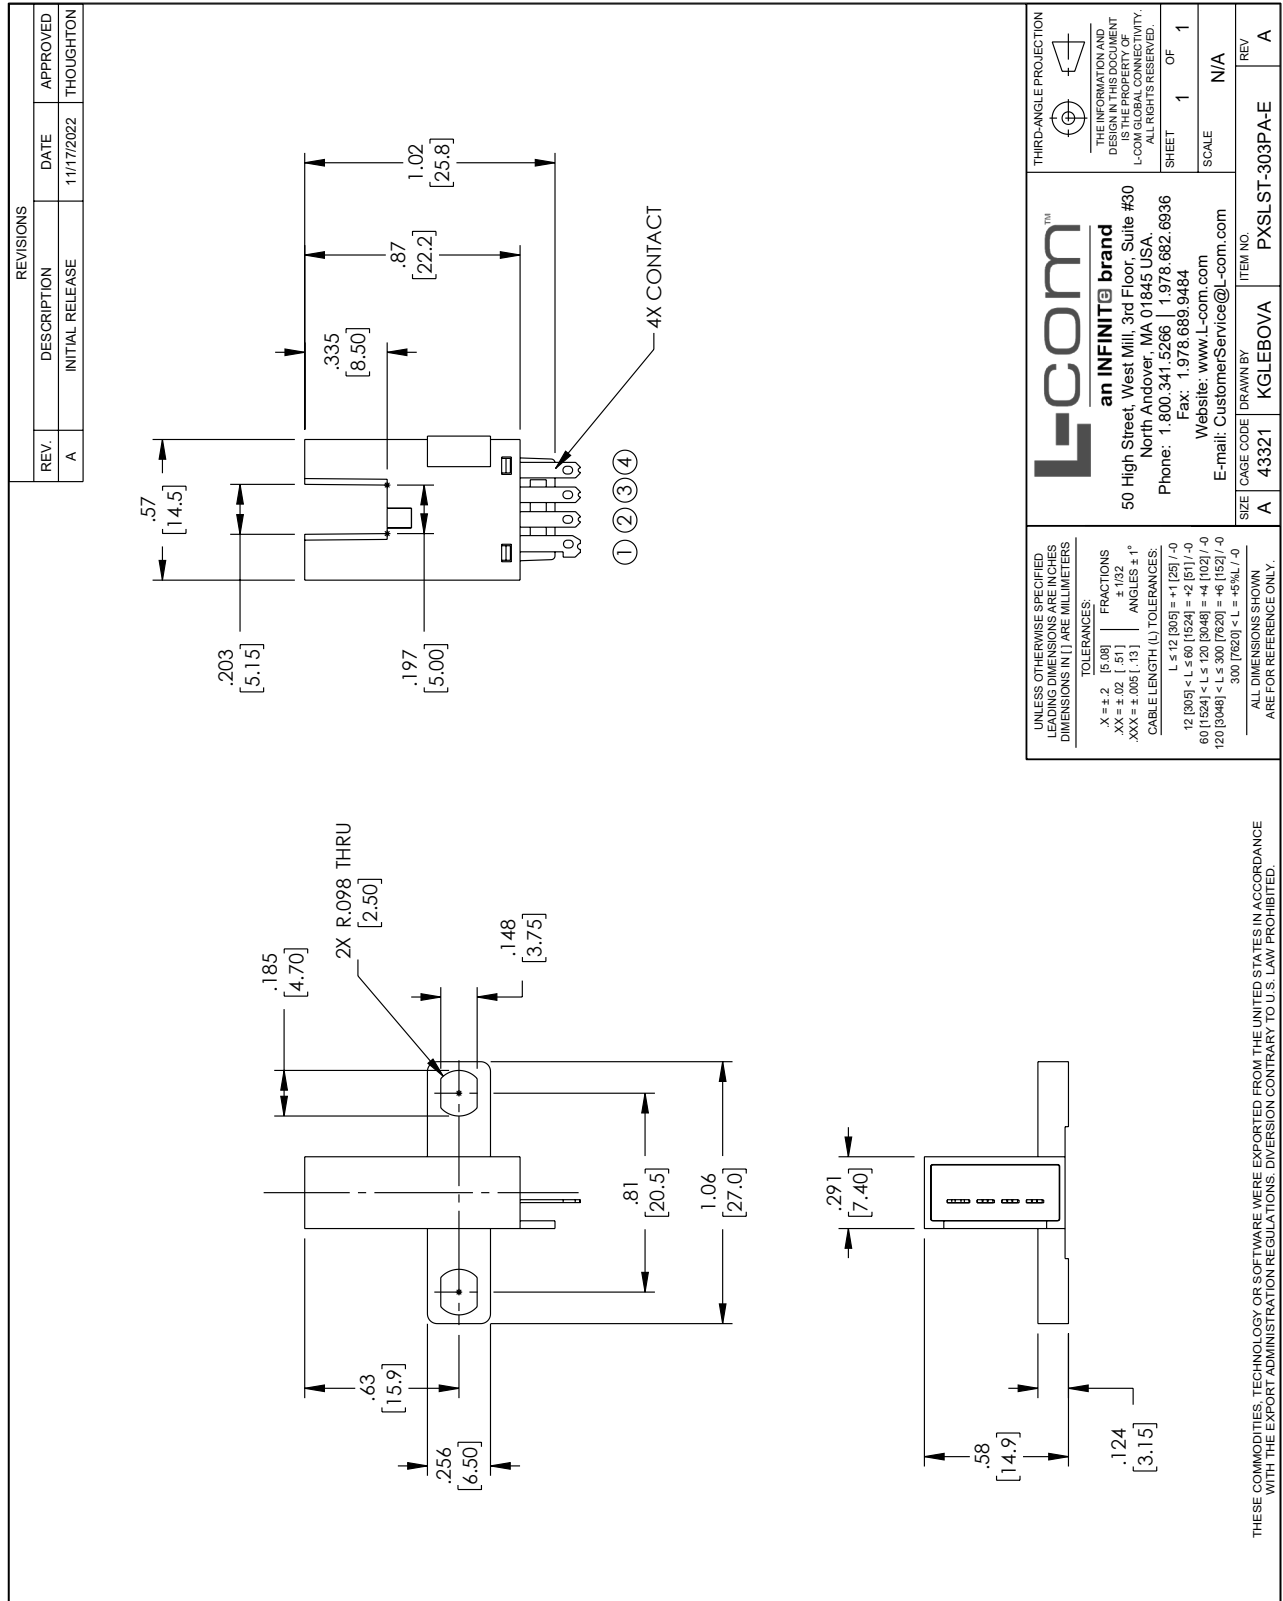 REVISIONS
REV. DESCRIPTION DATE APPROVED
A INITIAL RELEASE 11/17/2022 THOUGHTON
.185
[4.70]
2X R.098 THRU
[2.50]
.148
[3.75]
.63
[15.9]
.256
[6.50]
.81
[20.5]
1.06
[27.0]
.57
[14.5]
.203
[5.15]
.197
[5.00]
.335
[8.50]
.87
[22.2]
1.02
[25.8]
4X CONTACT
1 2 3 4
.291
[7.40]
.58
[14.9]
.124
[3.15]
UNLESS OTHERWISE SPECIFIED
LEADING DIMENSIONS ARE INCHES
DIMENSIONS IN [ ] ARE MILLIMETERS
TOLERANCES:
.X = ± .2 [5.08] FRACTIONS
.XX = ± .02 [ .51 ] ± 1/32
.XXX = ± .005 [ .13 ] ANGLES ± 1°
CABLE LENGTH (L) TOLERANCES:
L ≤ 12 [305] = +1 [25] / -0
12 [305] < L ≤ 60 [1524] = +2 [51] / -0
60 [1524] < L ≤ 120 [3048] = +4 [102] / -0
120 [3048] < L ≤ 300 [7620] = +6 [152] / -0
300 [7620] < L = +5%L / -0
ALL DIMENSIONS SHOWN
ARE FOR REFERENCE ONLY.
L-com™
an INFINIT@ brand
50 High Street, West Mill, 3rd Floor, Suite #30
North Andover, MA 01845 USA.
Phone: 1.800.341.5266 | 1.978.682.6936
Fax: 1.978.689.9484
Website: www.L-com.com
E-mail: CustomerService@L-com.com
THIRD-ANGLE PROJECTION
THE INFORMATION AND
DESIGN IN THIS DOCUMENT
IS THE PROPERTY OF
L-COM GLOBAL CONNECTIVITY.
ALL RIGHTS RESERVED.
SHEET 1 OF 1
SCALE N/A
SIZE A
CAGE CODE 43321
DRAWN BY KGLEBOVA
ITEM NO. PXSLST-303PA-E
REV A
THESE COMMODITIES, TECHNOLOGY OR SOFTWARE WERE EXPORTED FROM THE UNITED STATES IN ACCORDANCE
WITH THE EXPORT ADMINISTRATION REGULATIONS. DIVERSION CONTRARY TO U.S. LAW PROHIBITED.